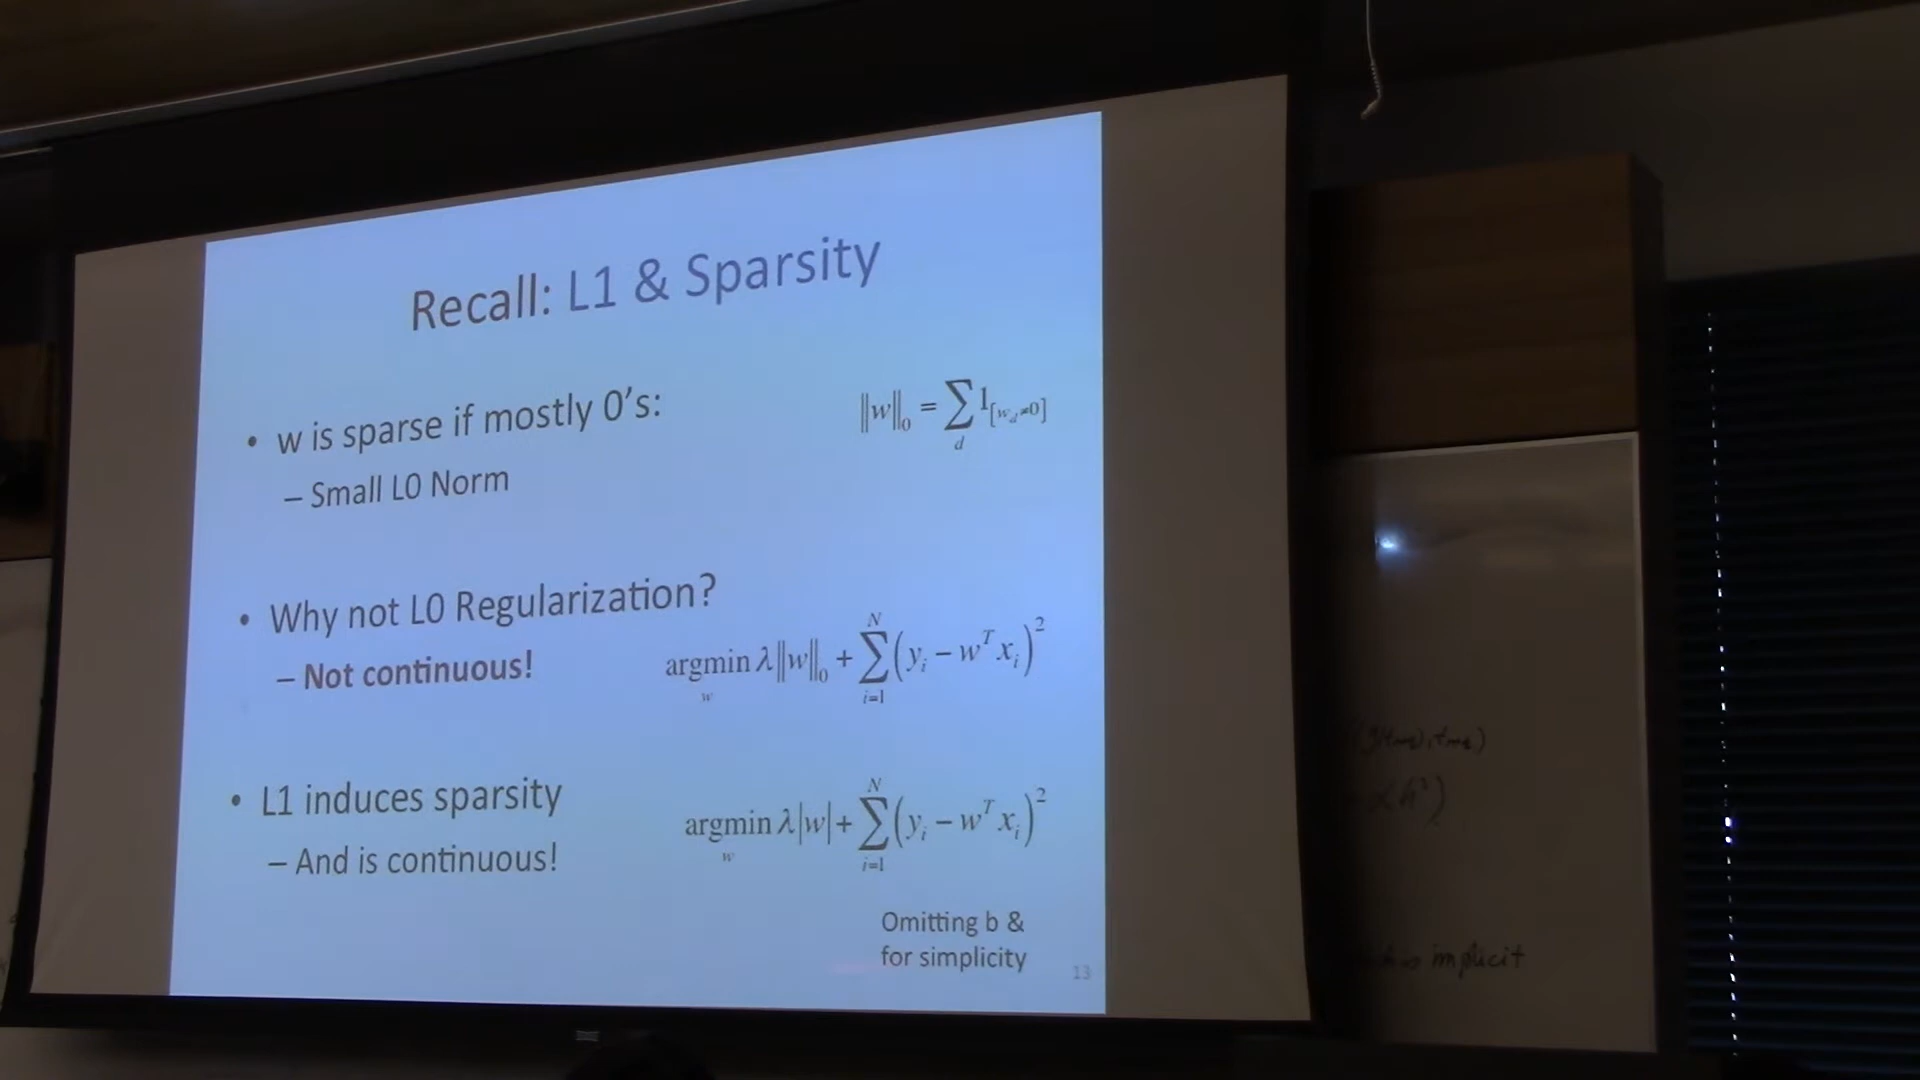 Recall: L1 & Sparsity
• w is sparse if mostly 0's:
‖w‖₀ = ∑_d 1_[w_d≠0]
– Small L0 Norm
• Why not L0 Regularization?
– Not continuous!
argmin_w λ‖w‖₀ + ∑_{i=1}^{N} (y_i − w^T x_i)^2
• L1 induces sparsity
– And is continuous!
argmin_w λ|w| + ∑_{i=1}^{N} (y_i − w^T x_i)^2
Omitting b &
for simplicity
13
is implicit